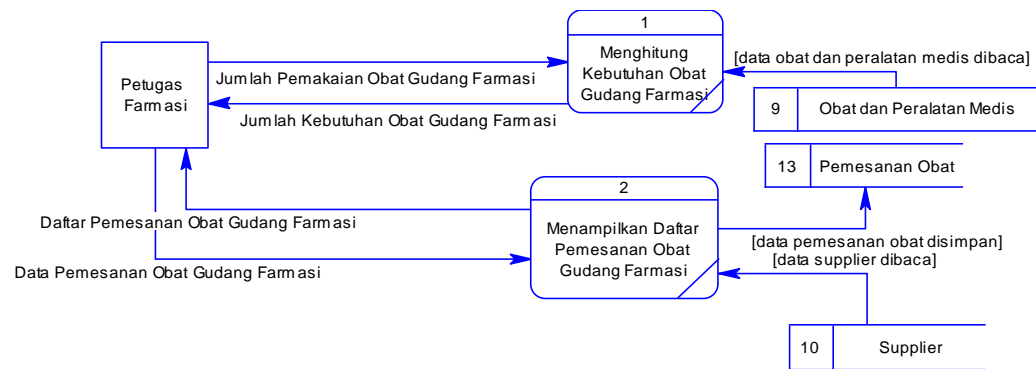 1
Menghitung
Kebutuhan Obat
Gudang Farmasi
Petugas
Farmasi
Jumlah Pemakaian Obat Gudang Farmasi
Jumlah Kebutuhan Obat Gudang Farmasi
[data obat dan peralatan medis dibaca]
9 Obat dan Peralatan Medis
13 Pemesanan Obat
2
Menampilkan Daftar
Pemesanan Obat
Gudang Farmasi
Daftar Pemesanan Obat Gudang Farmasi
Data Pemesanan Obat Gudang Farmasi
[data pemesanan obat disimpan]
[data supplier dibaca]
10 Supplier